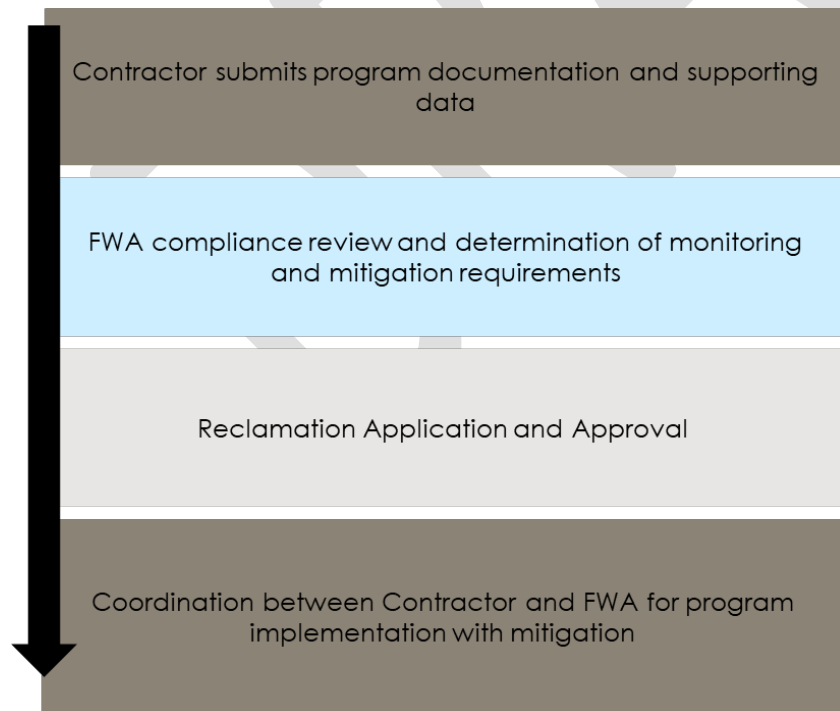 Contractor submits program documentation and supporting
data
FWA compliance review and determination of monitoring
and mitigation requirements
Reclamation Application and Approval
Coordination between Contractor and FWA for program
implementation with mitigation